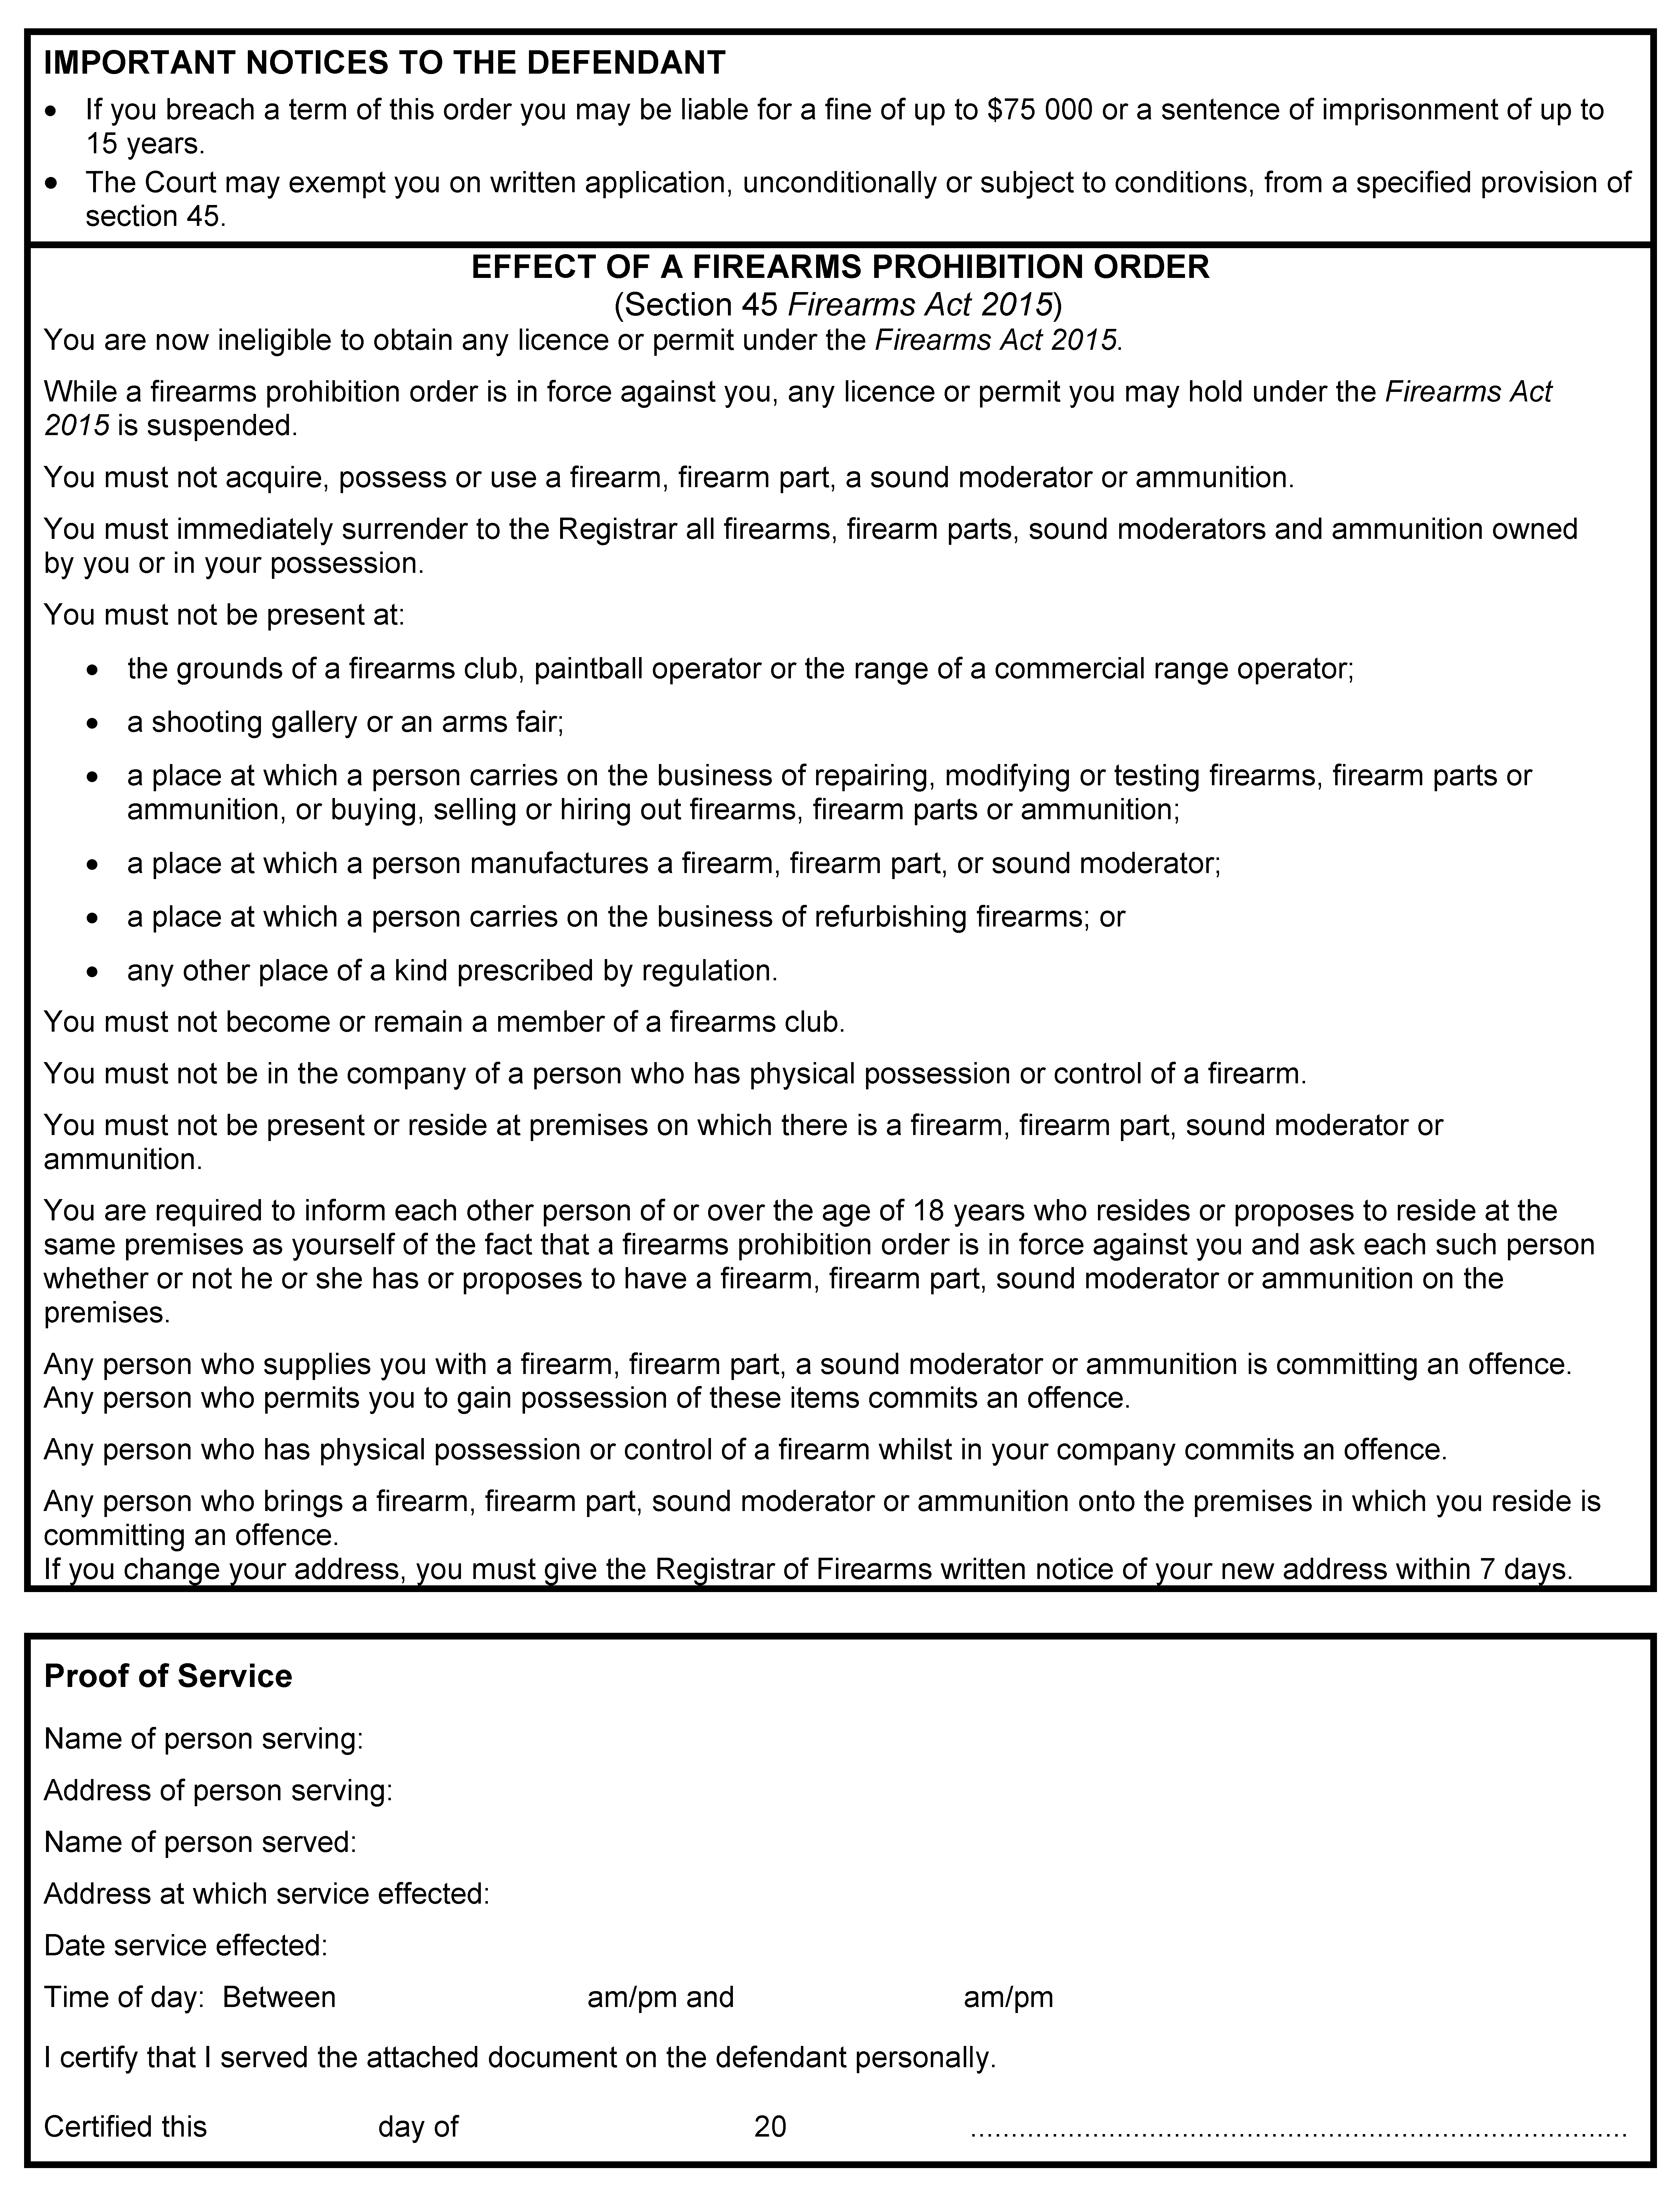 IMPORTANT NOTICES TO THE DEFENDANT
• If you breach a term of this order you may be liable for a fine of up to $75 000 or a sentence of imprisonment of up to
15 years.
• The Court may exempt you on written application, unconditionally or subject to conditions, from a specified provision of
section 45.
EFFECT OF A FIREARMS PROHIBITION ORDER
(Section 45 Firearms Act 2015)
You are now ineligible to obtain any licence or permit under the Firearms Act 2015.
While a firearms prohibition order is in force against you, any licence or permit you may hold under the Firearms Act
2015 is suspended.
You must not acquire, possess or use a firearm, firearm part, a sound moderator or ammunition.
You must immediately surrender to the Registrar all firearms, firearm parts, sound moderators and ammunition owned
by you or in your possession.
You must not be present at:
• the grounds of a firearms club, paintball operator or the range of a commercial range operator;
• a shooting gallery or an arms fair;
• a place at which a person carries on the business of repairing, modifying or testing firearms, firearm parts or
ammunition, or buying, selling or hiring out firearms, firearm parts or ammunition;
• a place at which a person manufactures a firearm, firearm part, or sound moderator;
• a place at which a person carries on the business of refurbishing firearms; or
• any other place of a kind prescribed by regulation.
You must not become or remain a member of a firearms club.
You must not be in the company of a person who has physical possession or control of a firearm.
You must not be present or reside at premises on which there is a firearm, firearm part, sound moderator or
ammunition.
You are required to inform each other person of or over the age of 18 years who resides or proposes to reside at the
same premises as yourself of the fact that a firearms prohibition order is in force against you and ask each such person
whether or not he or she has or proposes to have a firearm, firearm part, sound moderator or ammunition on the
premises.
Any person who supplies you with a firearm, firearm part, a sound moderator or ammunition is committing an offence.
Any person who permits you to gain possession of these items commits an offence.
Any person who has physical possession or control of a firearm whilst in your company commits an offence.
Any person who brings a firearm, firearm part, sound moderator or ammunition onto the premises in which you reside is
committing an offence.
If you change your address, you must give the Registrar of Firearms written notice of your new address within 7 days.
Proof of Service
Name of person serving:
Address of person serving:
Name of person served:
Address at which service effected:
Date service effected:
Time of day: Between am/pm and am/pm
I certify that I served the attached document on the defendant personally.
Certified this day of 20 ................................................................................